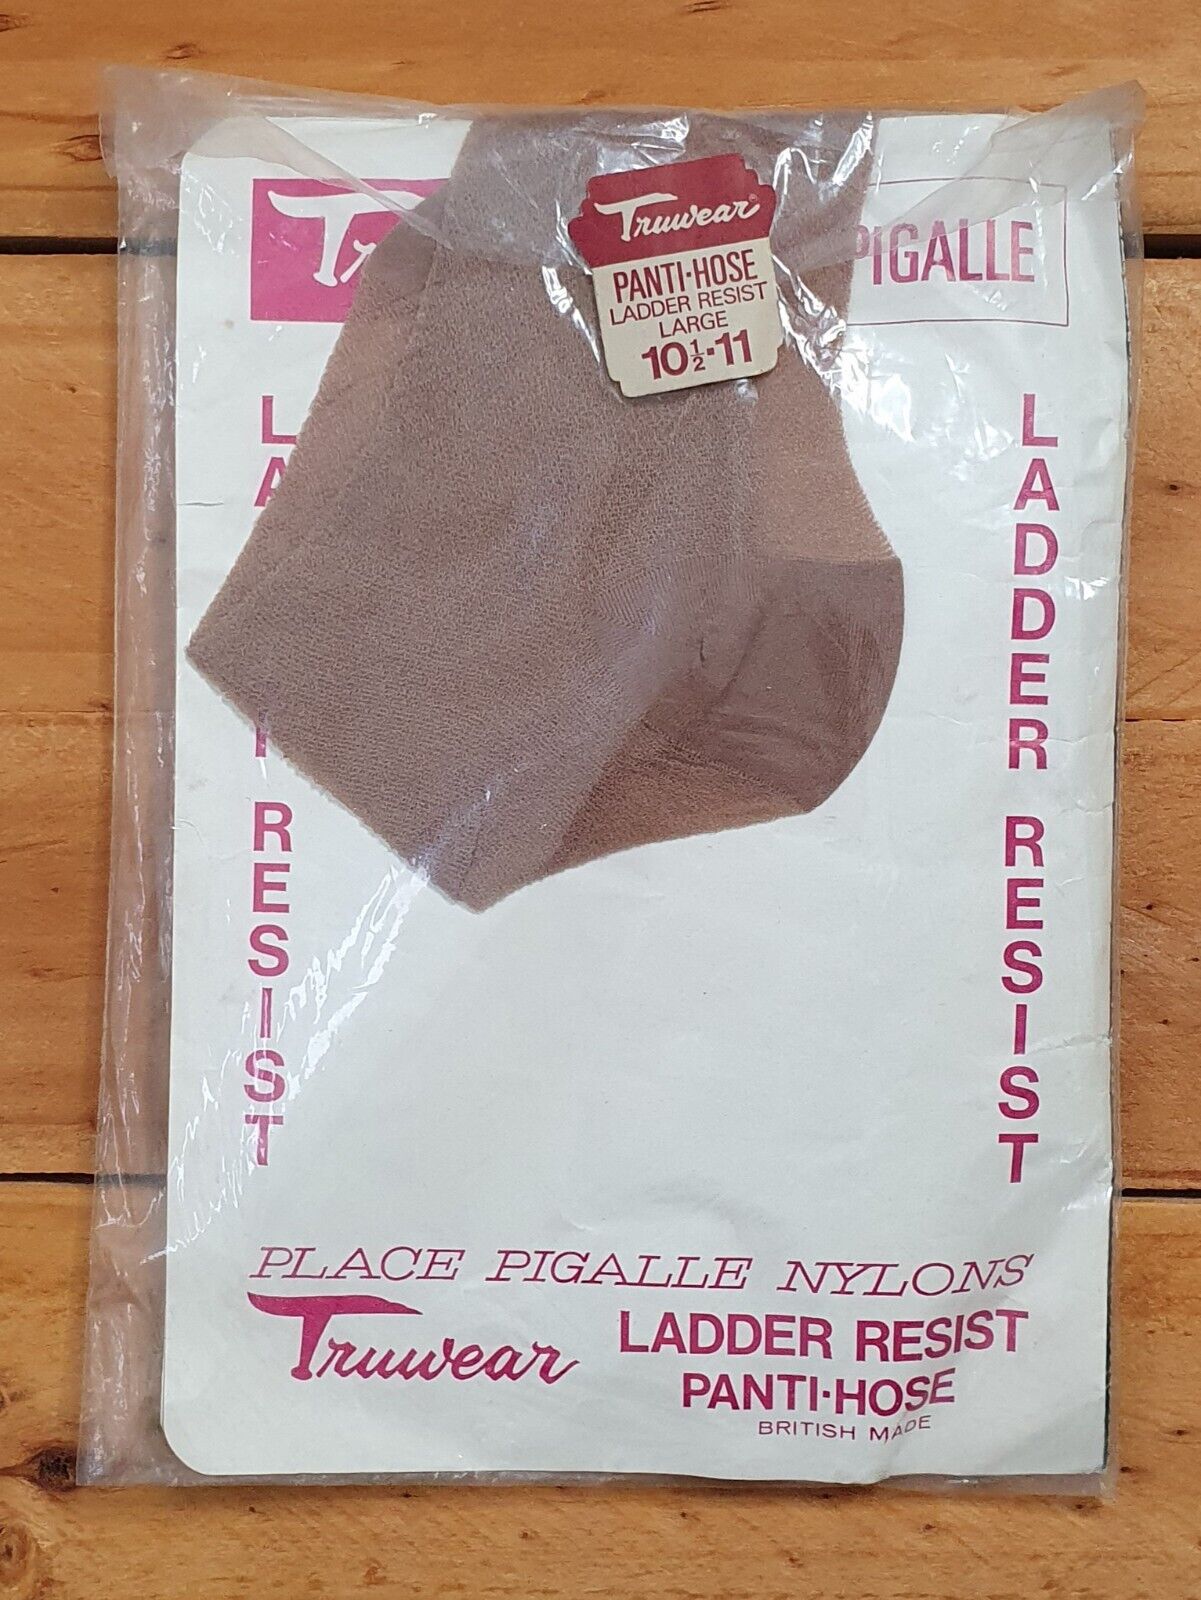 Truwear
PIGALLE
Truwear®
PANTI·HOSE
LADDER RESIST
LARGE
10½·11
LADDER RESIST
RESIST
PLACE PIGALLE NYLONS
Truwear
LADDER RESIST
PANTI·HOSE
BRITISH MADE